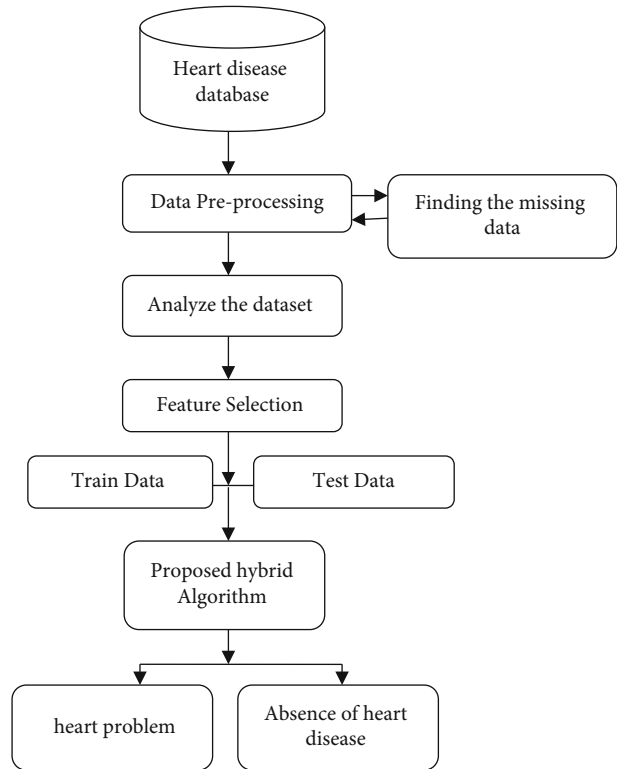 Heart disease
database
Data Pre-processing
Finding the missing
data
Analyze the dataset
Feature Selection
Train Data
Test Data
Proposed hybrid
Algorithm
heart problem
Absence of heart
disease